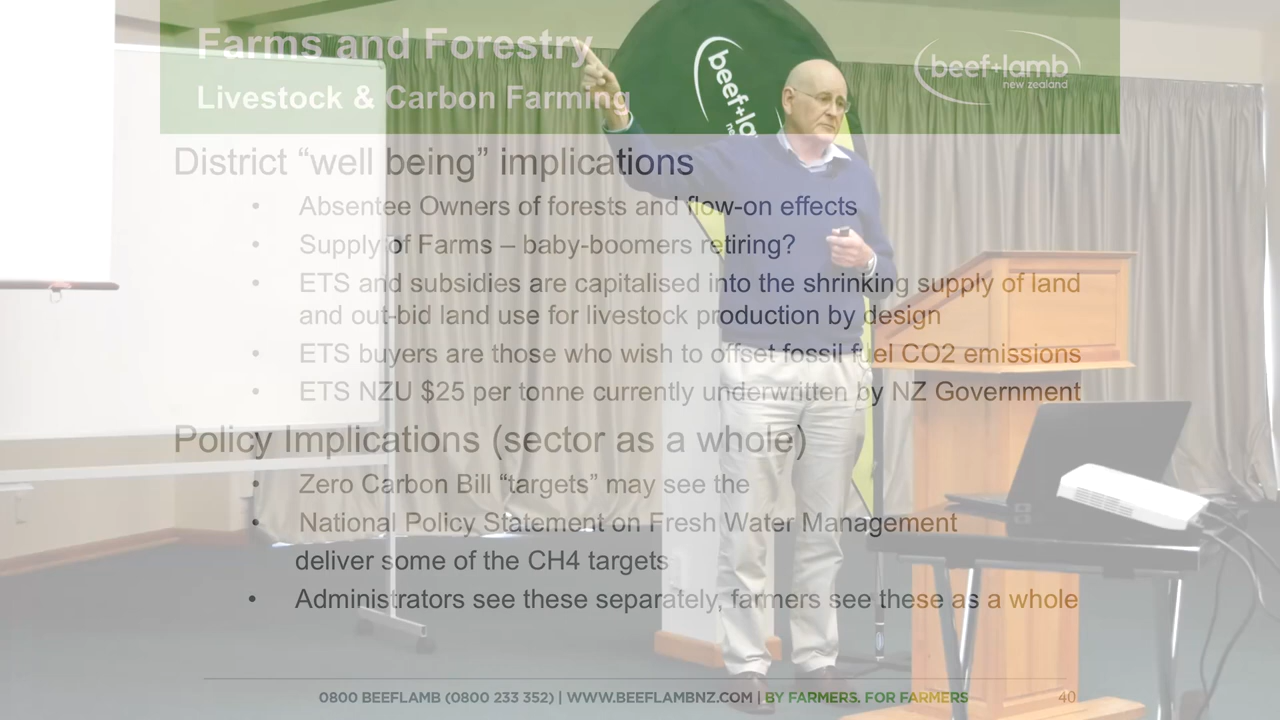 Farms and Forestry
Livestock & Carbon Farming
beef+lamb
new zealand
beef+la
District “well being” implications
• Absentee Owners of forests and flow-on effects
• Supply of Farms – baby-boomers retiring?
• ETS and subsidies are capitalised into the shrinking supply of land
and out-bid land use for livestock production by design
• ETS buyers are those who wish to offset fossil fuel CO2 emissions
• ETS NZU $25 per tonne currently underwritten by NZ Government
Policy Implications (sector as a whole)
• Zero Carbon Bill “targets” may see the
• National Policy Statement on Fresh Water Management
deliver some of the CH4 targets
• Administrators see these separately, farmers see these as a whole
0800 BEEFLAMB (0800 233 352) | WWW.BEEFLAMBNZ.COM | BY FARMERS. FOR FARMERS
40